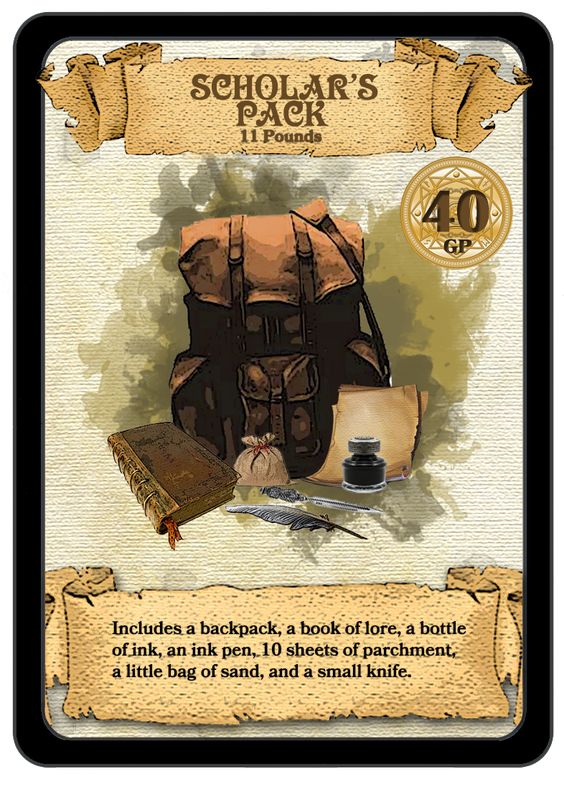 SCHOLAR'S
PACK
11 Pounds
40
GP
Includes a backpack, a book of lore, a bottle
of ink, an ink pen, 10 sheets of parchment,
a little bag of sand, and a small knife.